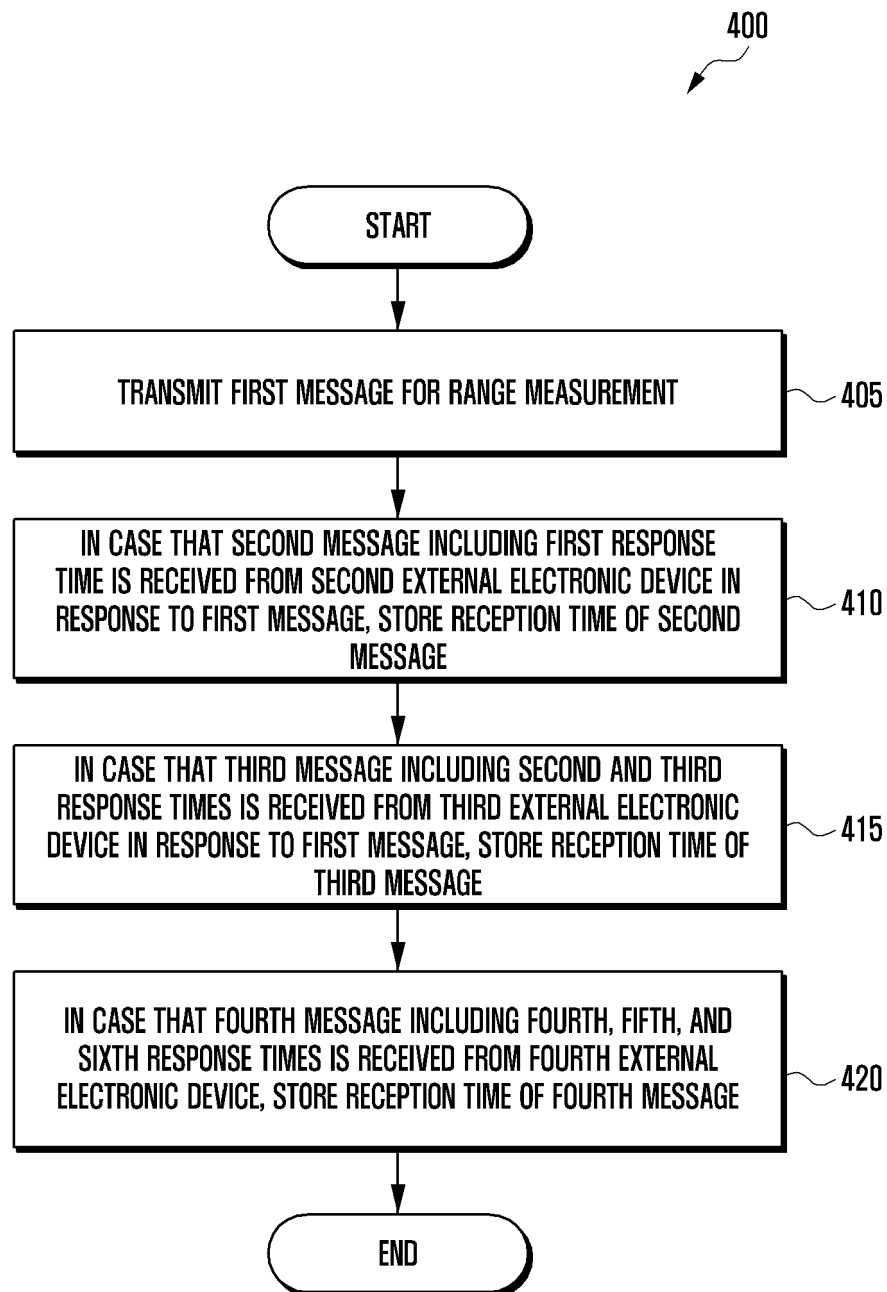 400
START
TRANSMIT FIRST MESSAGE FOR RANGE MEASUREMENT
405
IN CASE THAT SECOND MESSAGE INCLUDING FIRST RESPONSE
TIME IS RECEIVED FROM SECOND EXTERNAL ELECTRONIC DEVICE IN
RESPONSE TO FIRST MESSAGE, STORE RECEPTION TIME OF SECOND
MESSAGE
410
IN CASE THAT THIRD MESSAGE INCLUDING SECOND AND THIRD
RESPONSE TIMES IS RECEIVED FROM THIRD EXTERNAL ELECTRONIC
DEVICE IN RESPONSE TO FIRST MESSAGE, STORE RECEPTION TIME OF
THIRD MESSAGE
415
IN CASE THAT FOURTH MESSAGE INCLUDING FOURTH, FIFTH, AND
SIXTH RESPONSE TIMES IS RECEIVED FROM FOURTH EXTERNAL
ELECTRONIC DEVICE, STORE RECEPTION TIME OF FOURTH MESSAGE
420
END